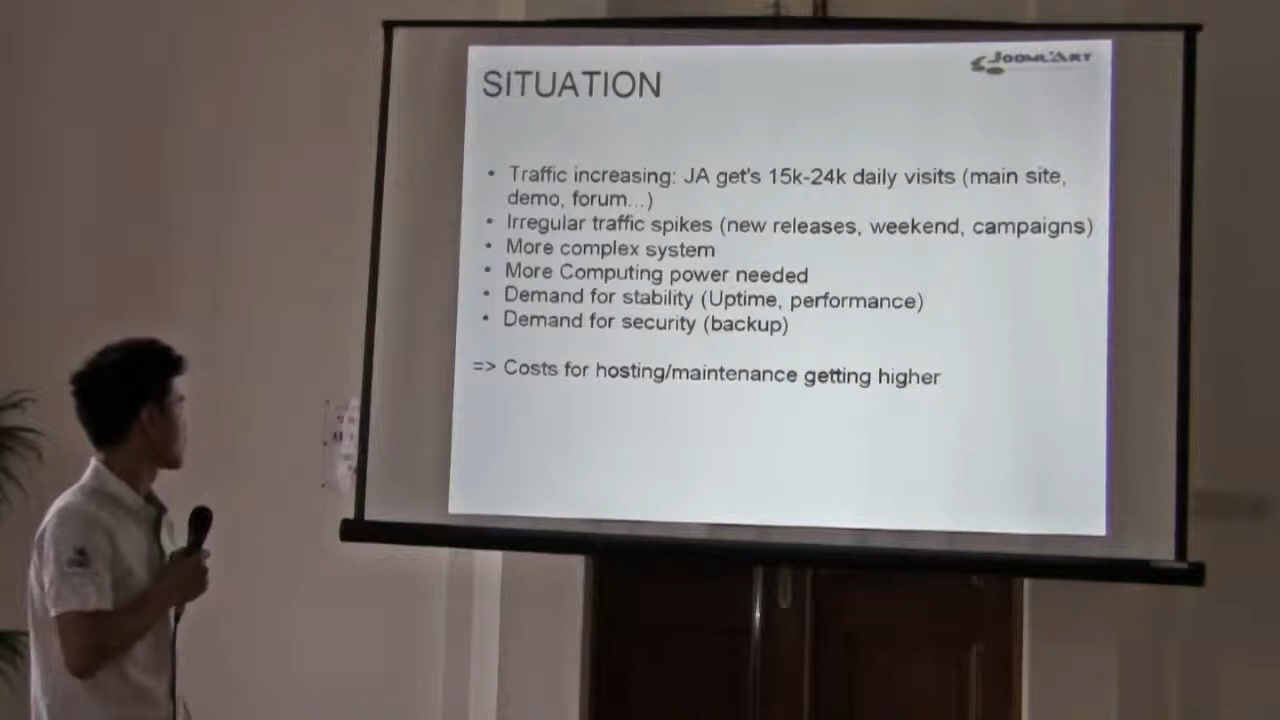 JOOMLART
SITUATION
• Traffic increasing: JA get's 15k-24k daily visits (main site,
demo, forum...)
• Irregular traffic spikes (new releases, weekend, campaigns)
• More complex system
• More Computing power needed
• Demand for stability (Uptime, performance)
• Demand for security (backup)
=> Costs for hosting/maintenance getting higher